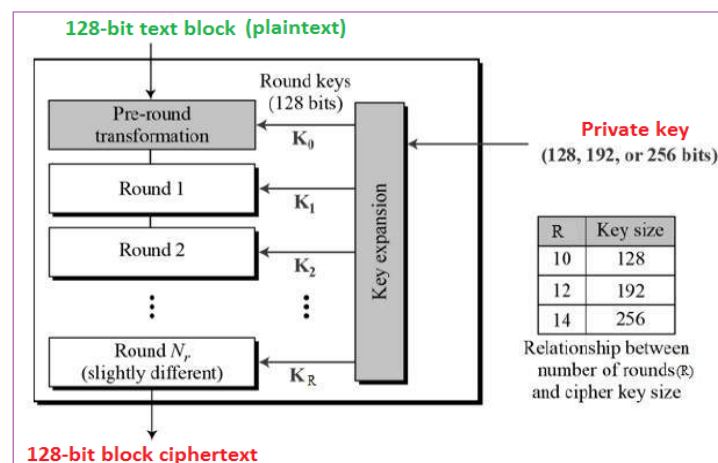 128-bit text block (plaintext)
Round keys
(128 bits)
Pre-round
transformation
K0
Private key
(128, 192, or 256 bits)
Round 1
K1
Round 2
K2
Key expansion
⋮
⋮
Round Nr
(slightly different)
KR
R Key size
10 128
12 192
14 256
Relationship between
number of rounds(R)
and cipher key size
128-bit block ciphertext